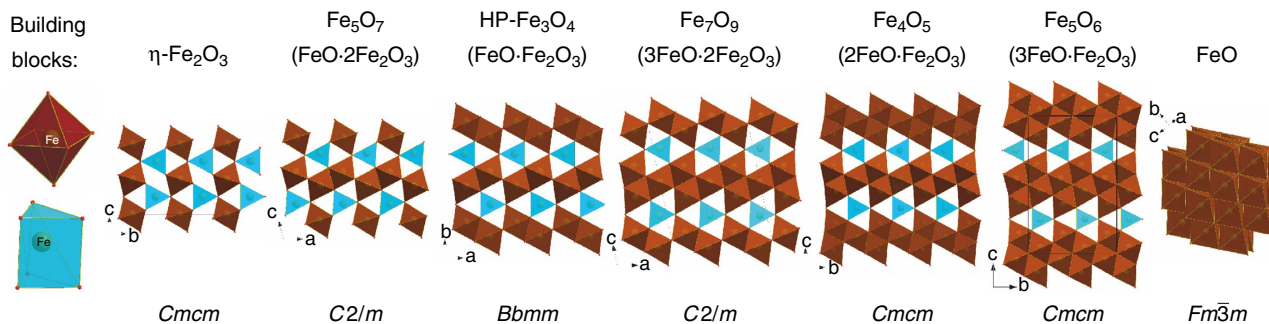 Building
blocks:
Fe
Fe
η-Fe₂O₃
c
b
Cmcm
Fe₅O₇
(FeO·2Fe₂O₃)
c
a
C2/m
HP-Fe₃O₄
(FeO·Fe₂O₃)
b
a
Bbmm
Fe₇O₉
(3FeO·2Fe₂O₃)
c
a
C2/m
Fe₄O₅
(2FeO·Fe₂O₃)
c
b
Cmcm
Fe₅O₆
(3FeO·Fe₂O₃)
c
b
Cmcm
FeO
b
a
c
Fm3̅m